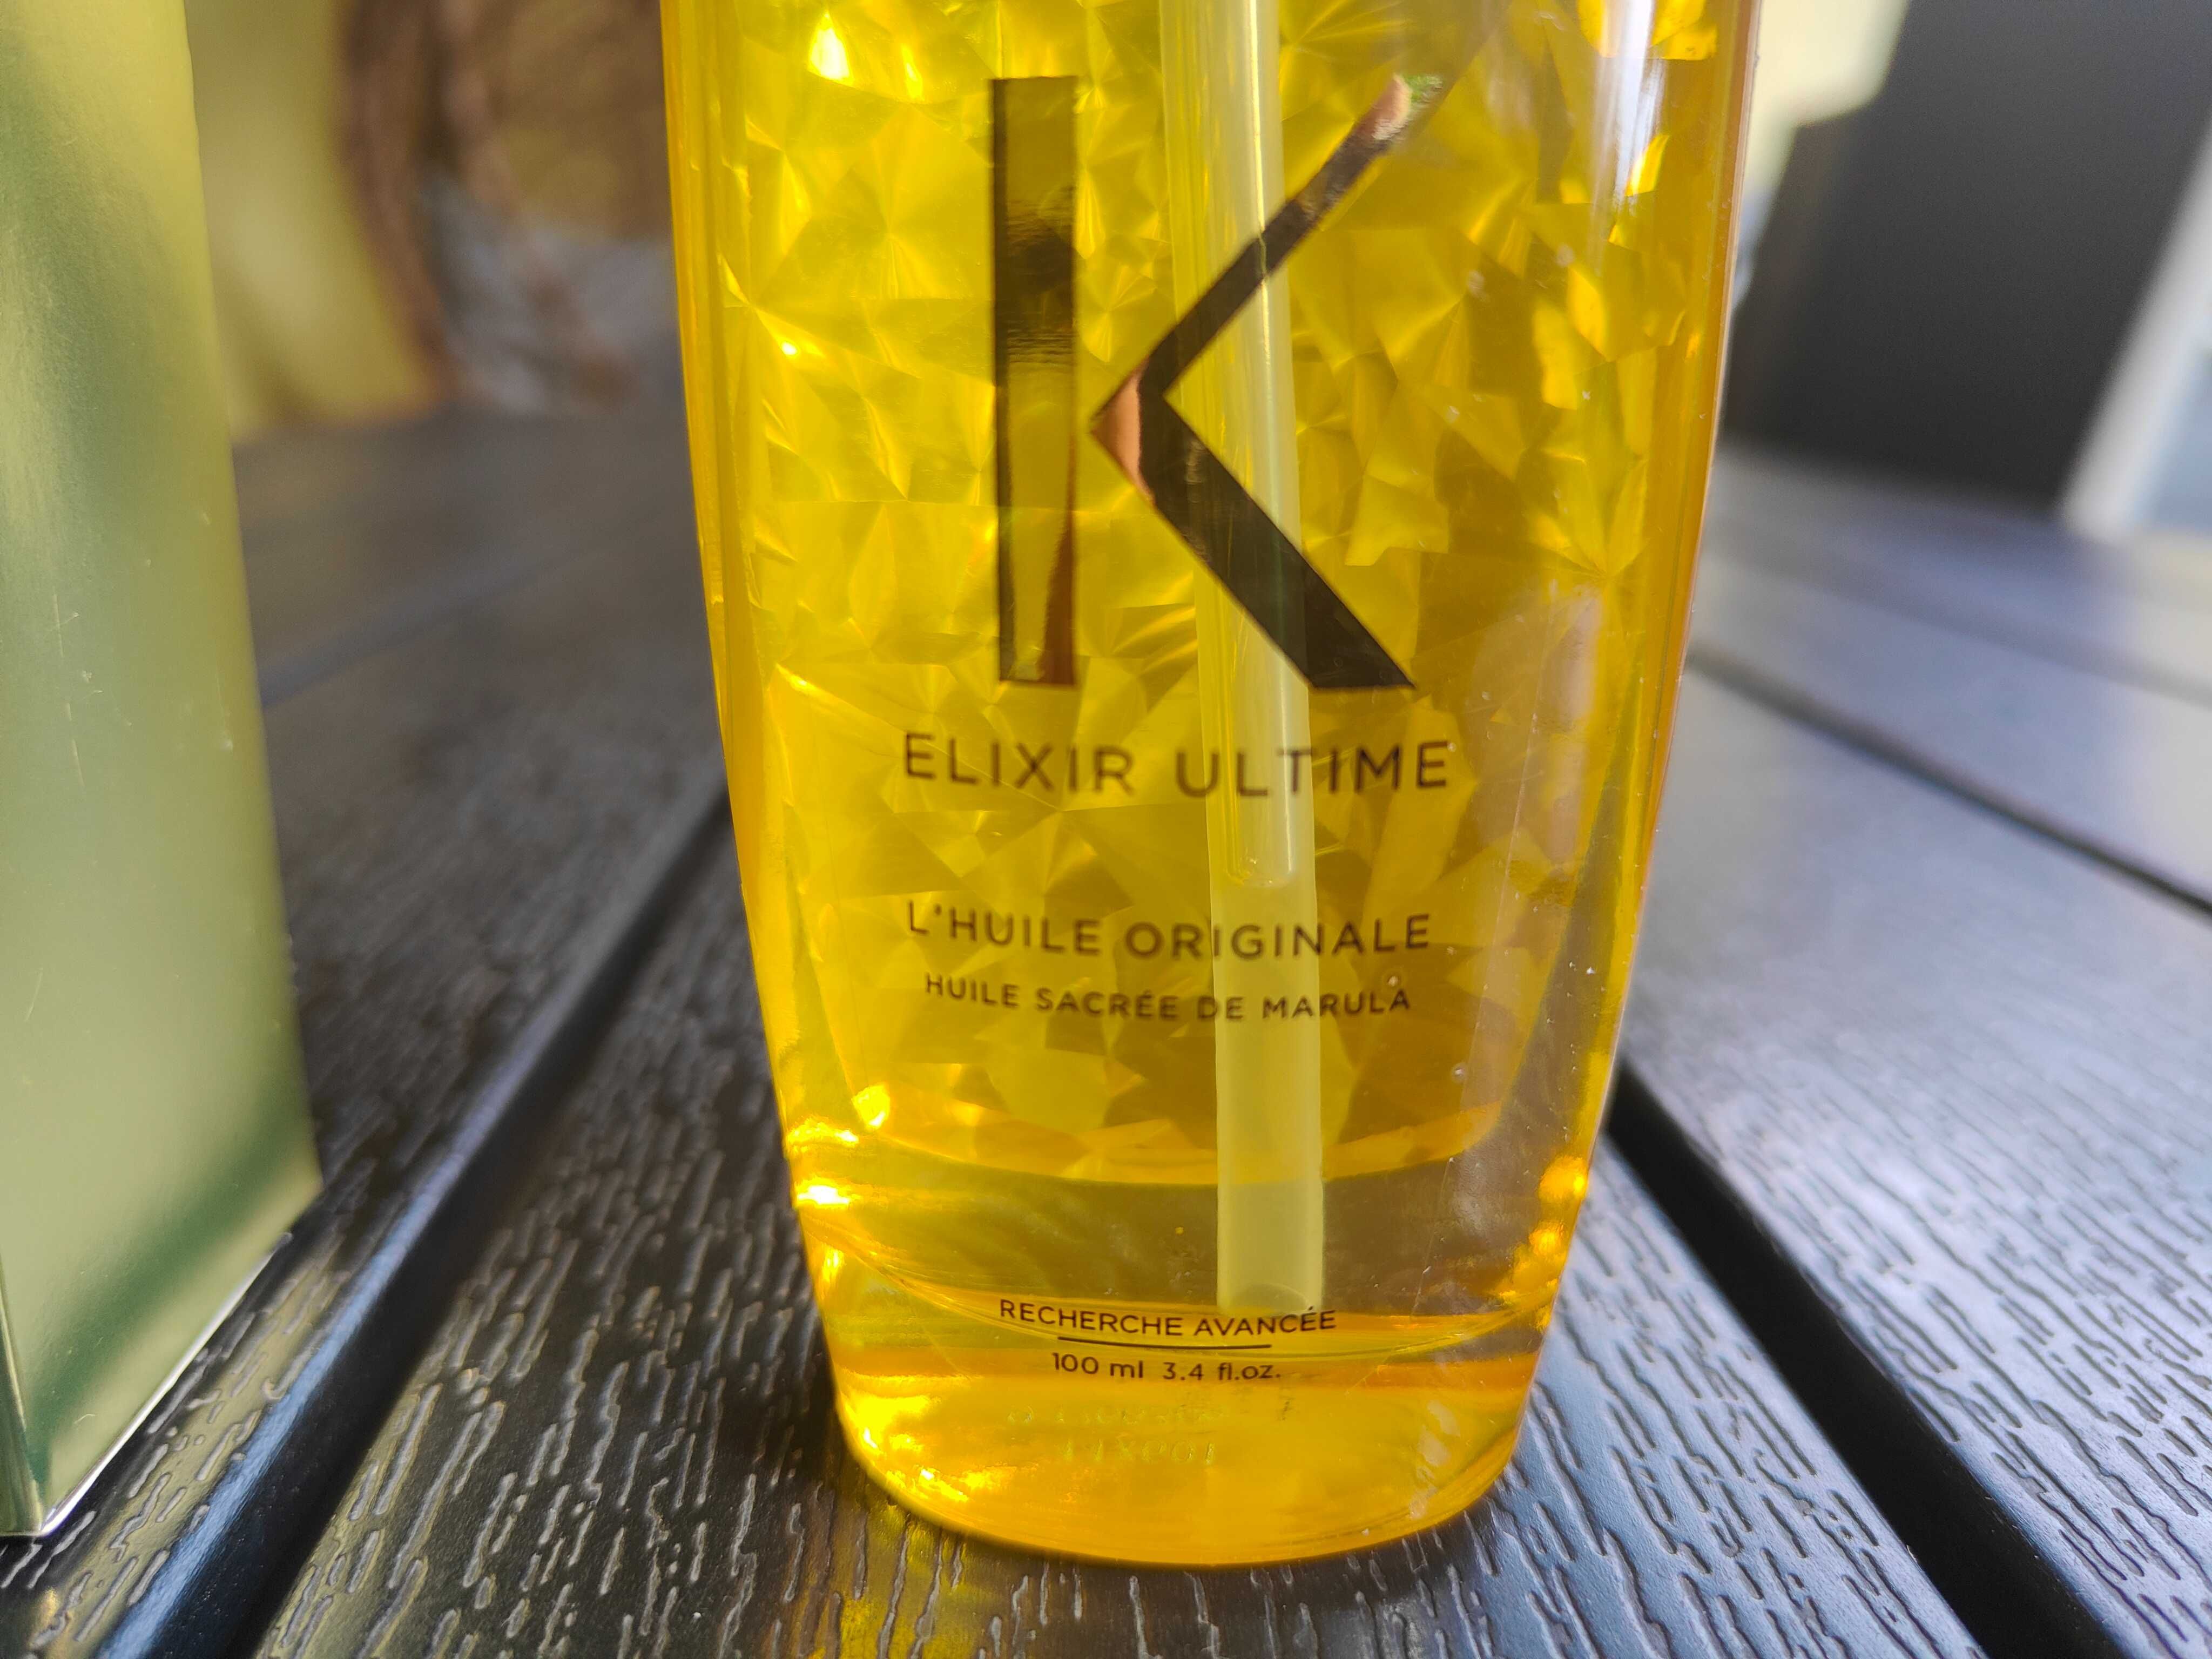 K
ELIXIR ULTIME
L'HUILE ORIGINALE
HUILE SACRÉE DE MARULA
RECHERCHE AVANCÉE
100 ml 3.4 fl.oz.